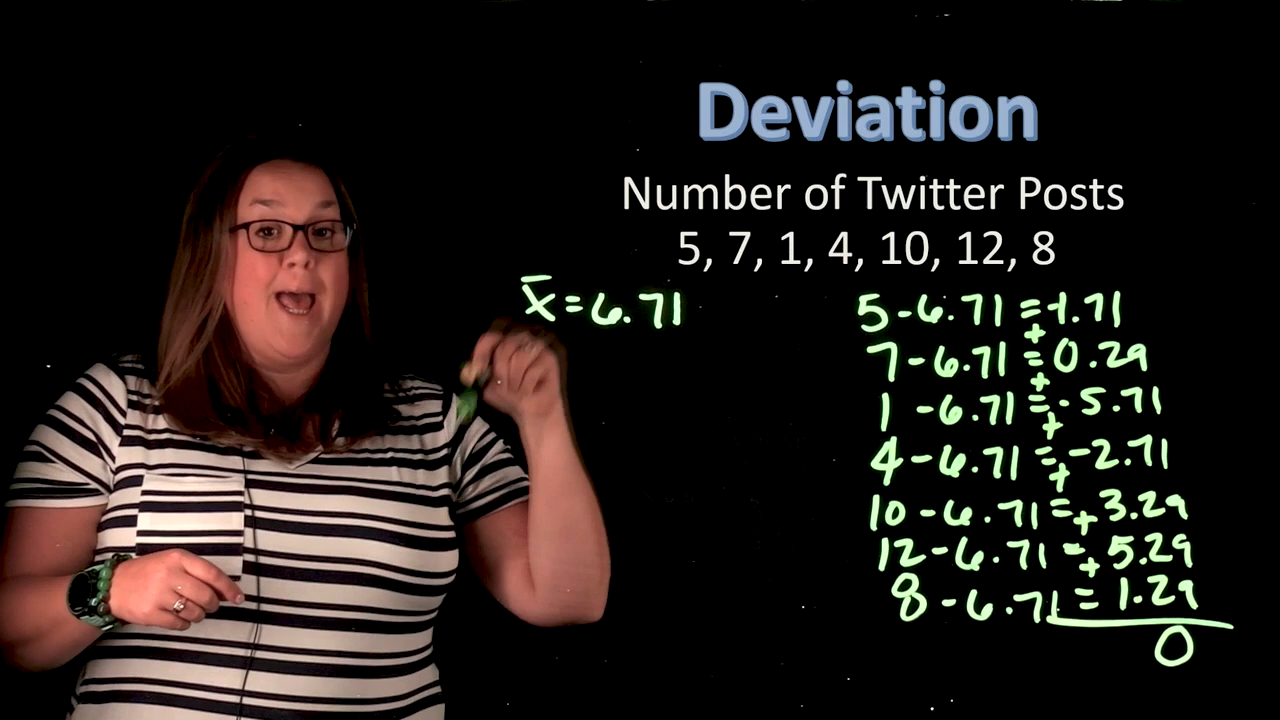 Deviation
Number of Twitter Posts
5, 7, 1, 4, 10, 12, 8
x̄ = 6.71
5 - 6.71 = -1.71
+
7 - 6.71 = 0.29
+
1 - 6.71 = -5.71
+
4 - 6.71 = -2.71
+
10 - 6.71 = 3.29
+
12 - 6.71 = 5.29
+
8 - 6.71 = 1.29
0